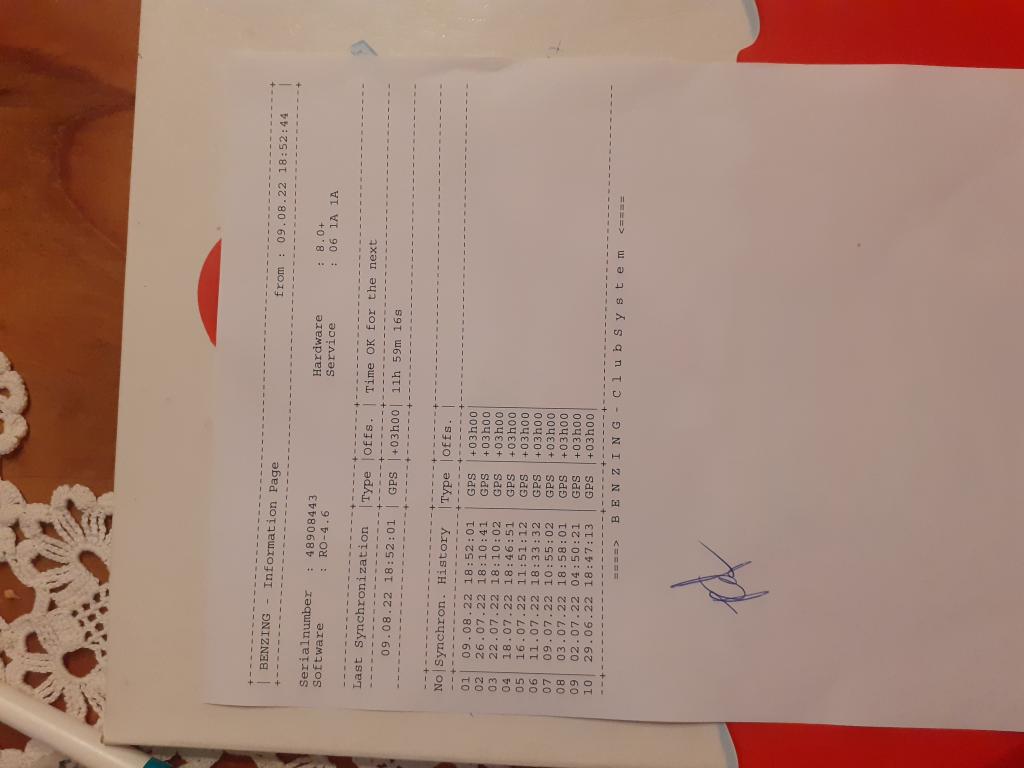 +-----------------------------------------------------------------------------+
| BENZING - Information Page
+-----------------------  from : 09.08.22 18:52:44 |
+-----------------------------------------------------------------------------+
Serialnumber : 48908443 Hardware : 8.0+
Software : RO-4.6 Service : 06 1A 1A
-----------------------+-----+------+------------------------------------------
Last Synchronization |Type |Offs. | Time OK for the next
-----------------------+-----+------+------------------------------------------
09.08.22 18:52:01 | GPS |+03h00| 11h 59m 16s
-----------------------+-----+------+------------------------------------------
--+--------------------+-----+------+------------------------------------------
No|Synchron. History |Type |Offs. |
--+--------------------+-----+------+------------------------------------------
01| 09.08.22 18:52:01 | GPS |+03h00|
02| 26.07.22 18:10:41 | GPS |+03h00|
03| 22.07.22 18:10:02 | GPS |+03h00|
04| 18.07.22 18:46:51 | GPS |+03h00|
05| 16.07.22 11:51:12 | GPS |+03h00|
06| 11.07.22 18:33:32 | GPS |+03h00|
07| 09.07.22 10:55:02 | GPS |+03h00|
08| 03.07.22 18:58:01 | GPS |+03h00|
09| 02.07.22 04:50:21 | GPS |+03h00|
10| 29.06.22 18:47:13 | GPS |+03h00|
--+--------------------+-----+------+------------------------------------------
====> B E N Z I N G - C l u b S y s t e m <====